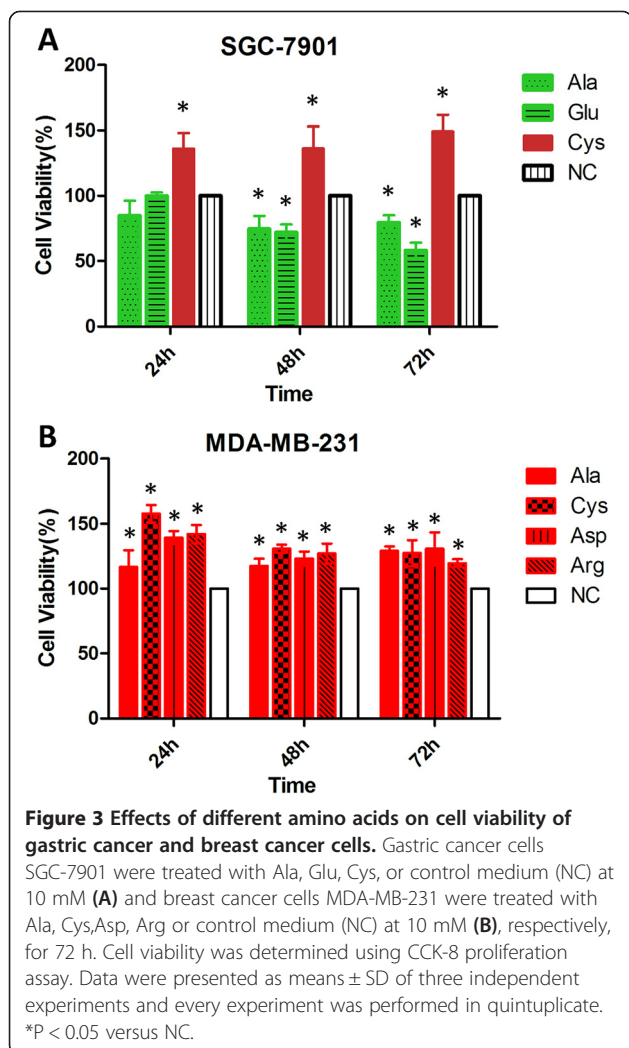 A
SGC-7901
200
150
100
50
0
Cell Viability(%)
* * * * * * *
24h
48h
72h
Time
Ala
Glu
Cys
NC
B
MDA-MB-231
200
150
100
50
0
Cell Viability(%)
* * * * * * * * * * * *
24h
48h
72h
Time
Ala
Cys
Asp
Arg
NC
Figure 3 Effects of different amino acids on cell viability of
gastric cancer and breast cancer cells. Gastric cancer cells
SGC-7901 were treated with Ala, Glu, Cys, or control medium (NC) at
10 mM (A) and breast cancer cells MDA-MB-231 were treated with
Ala, Cys,Asp, Arg or control medium (NC) at 10 mM (B), respectively,
for 72 h. Cell viability was determined using CCK-8 proliferation
assay. Data were presented as means ± SD of three independent
experiments and every experiment was performed in quintuplicate.
*P < 0.05 versus NC.